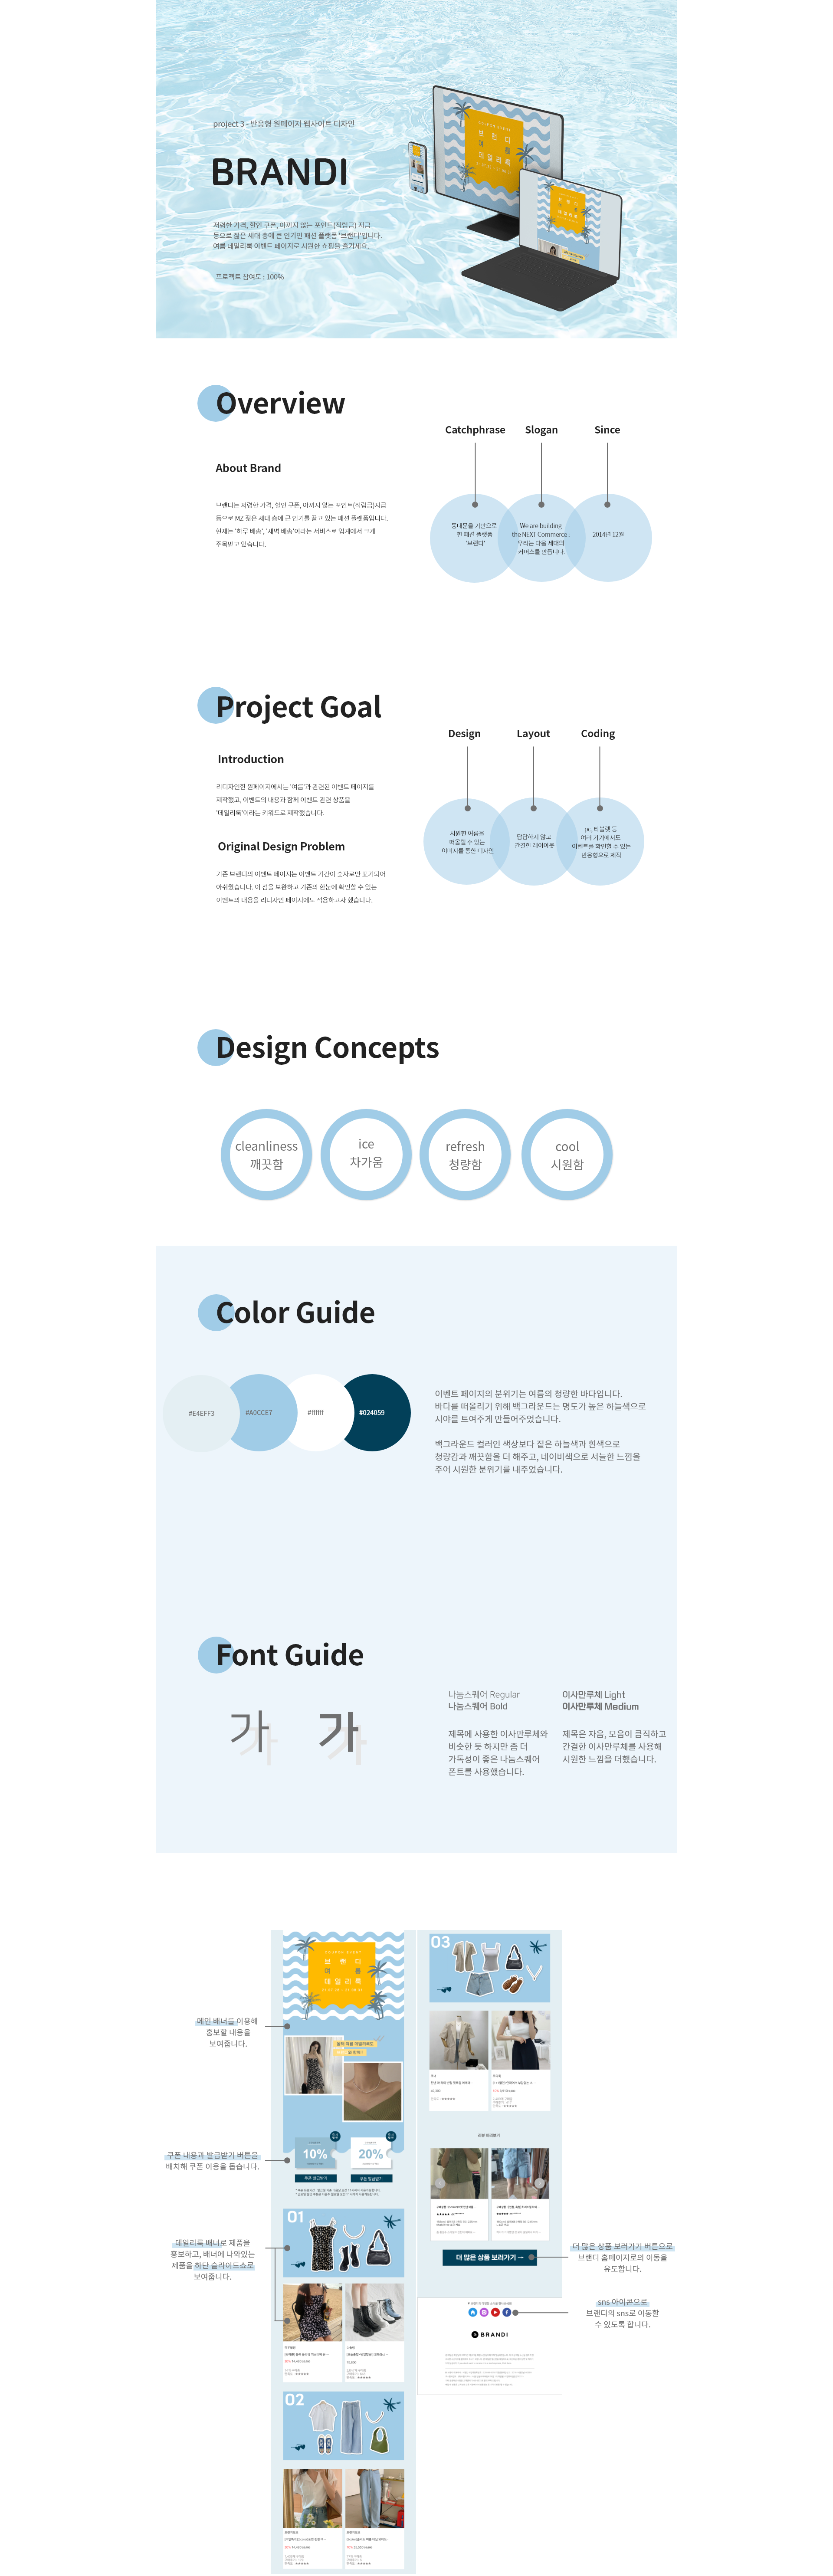 project 3 - 반응형 원페이지 웹사이트 디자인
BRANDI
저렴한 가격, 할인 쿠폰, 아끼지 않는 포인트(적립금) 지급
등으로 젊은 세대 층에 큰 인기인 패션 플랫폼 '브랜디'입니다.
여름 데일리룩 이벤트 페이지로 시원한 쇼핑을 즐기세요.
프로젝트 참여도 : 100%
브 랜 디
여 름
데 일 리 룩
Overview
About Brand
브랜디는 저렴한 가격, 할인 쿠폰, 아끼지 않는 포인트(적립금)지급
등으로 MZ 젊은 세대 층에 큰 인기를 끌고 있는 패션 플랫폼입니다.
현재는 '하루 배송', '새벽 배송'이라는 서비스로 업계에서 크게
주목받고 있습니다.
Catchphrase
동대문을 기반으로
한 패션 플랫폼
'브랜디'
Slogan
We are building
the NEXT Commerce :
우리는 다음 세대의
커머스를 만듭니다.
Since
2014년 12월
Project Goal
Introduction
리디자인한 원페이지에서는 '여름'과 관련된 이벤트 페이지를
제작했고, 이벤트의 내용과 함께 이벤트 관련 상품을
'데일리룩'이라는 키워드로 제작했습니다.
Original Design Problem
기존 브랜디의 이벤트 페이지는 이벤트 기간이 숫자로만 표기되어
아쉬웠습니다. 이 점을 보완하고 기존의 한눈에 확인할 수 있는
이벤트의 내용을 리디자인 페이지에도 적용하고자 했습니다.
Design
시원한 여름을
떠올릴 수 있는
이미지를 통한 디자인
Layout
답답하지 않고
간결한 레이아웃
Coding
pc, 타블렛 등
여러 기기에서도
이벤트를 확인할 수 있는
반응형으로 제작
Design Concepts
cleanliness
깨끗함
ice
차가움
refresh
청량함
cool
시원함
Color Guide
#E4EFF3
#A0CCE7
#ffffff
#024059
이벤트 페이지의 분위기는 여름의 청량한 바다입니다.
바다를 떠올리기 위해 백그라운드는 명도가 높은 하늘색으로
시야를 트여주게 만들어주었습니다.
백그라운드 컬러인 색상보다 짙은 하늘색과 흰색으로
청량감과 깨끗함을 더 해주고, 네이비색으로 서늘한 느낌을
주어 시원한 분위기를 내주었습니다.
Font Guide
가
가
나눔스퀘어 Regular
나눔스퀘어 Bold
제목에 사용한 이사만루체와
비슷한 듯 하지만 좀 더
가독성이 좋은 나눔스퀘어
폰트를 사용했습니다.
이사만루체 Light
이사만루체 Medium
제목은 자음, 모음이 큼직하고
간결한 이사만루체를 사용해
시원한 느낌을 더했습니다.
메인 배너를 이용해
홍보할 내용을
보여줍니다.
쿠폰 내용과 발급받기 버튼을
배치해 쿠폰 이용을 돕습니다.
데일리룩 배너로 제품을
홍보하고, 배너에 나와있는
제품을 하단 슬라이드쇼로
보여줍니다.
브 랜 디
여 름
데 일 리 룩
10%
20%
쿠폰 발급받기
쿠폰 발급받기
01
02
03
더 많은 상품 보러가기 →
BRANDI
더 많은 상품 보러가기 버튼으로
브랜디 홈페이지로의 이동을
유도합니다.
sns 아이콘으로
브랜디의 sns로 이동할
수 있도록 합니다.